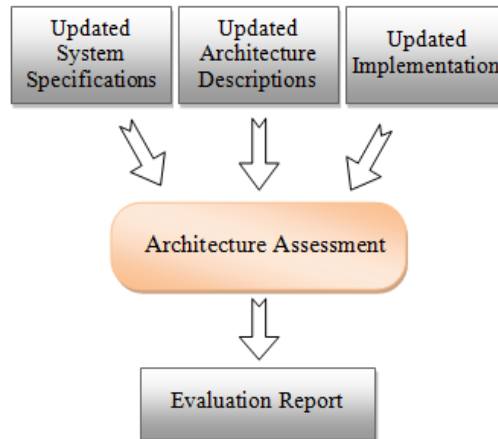 Updated
System
Specifications
Updated
Architecture
Descriptions
Updated
Implementation
Architecture Assessment
Evaluation Report